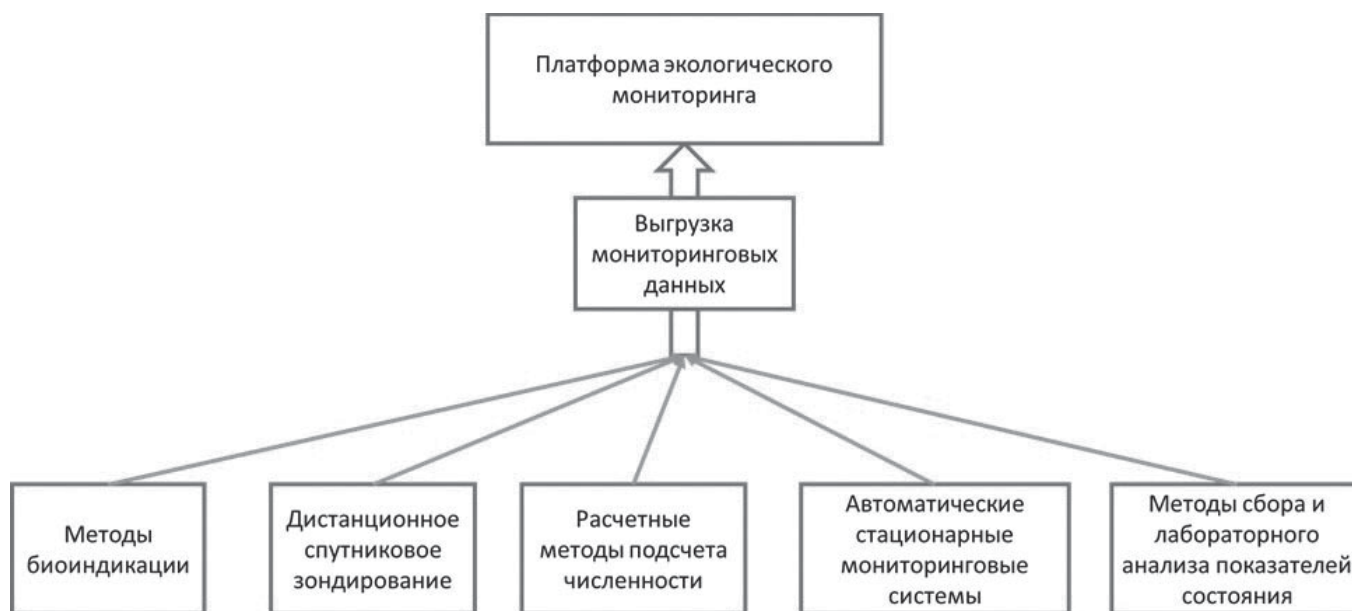 Платформа экологического
мониторинга
Выгрузка
мониторинговых
данных
Методы
биоиндикации
Дистанционное
спутниковое
зондирование
Расчетные
методы подсчета
численности
Автоматические
стационарные
мониторинговые
системы
Методы сбора и
лабораторного
анализа показателей
состояния